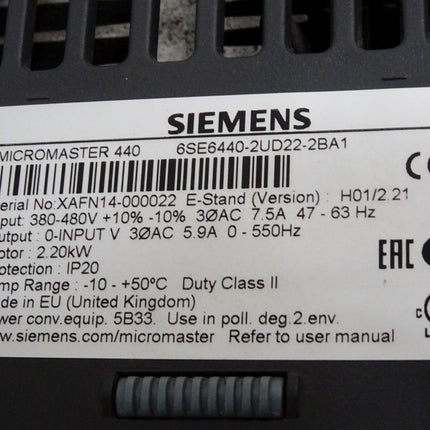 SIEMENS
MICROMASTER 440 6SE6440-2UD22-2BA1
erial No:XAFN14-000022 E-Stand (Version) : H01/2.21
put: 380-480V +10% -10% 3ØAC 7.5A 47 - 63 Hz
utput : 0-INPUT V 3ØAC 5.9A 0 - 550Hz
otor : 2.20kW
otection : IP20
mp Range : -10 - +50°C Duty Class II
de in EU (United Kingdom)
wer conv.equip. 5B33. Use in poll. deg.2.env.
w.siemens.com/micromaster Refer to user manual
C
EAC
c
L